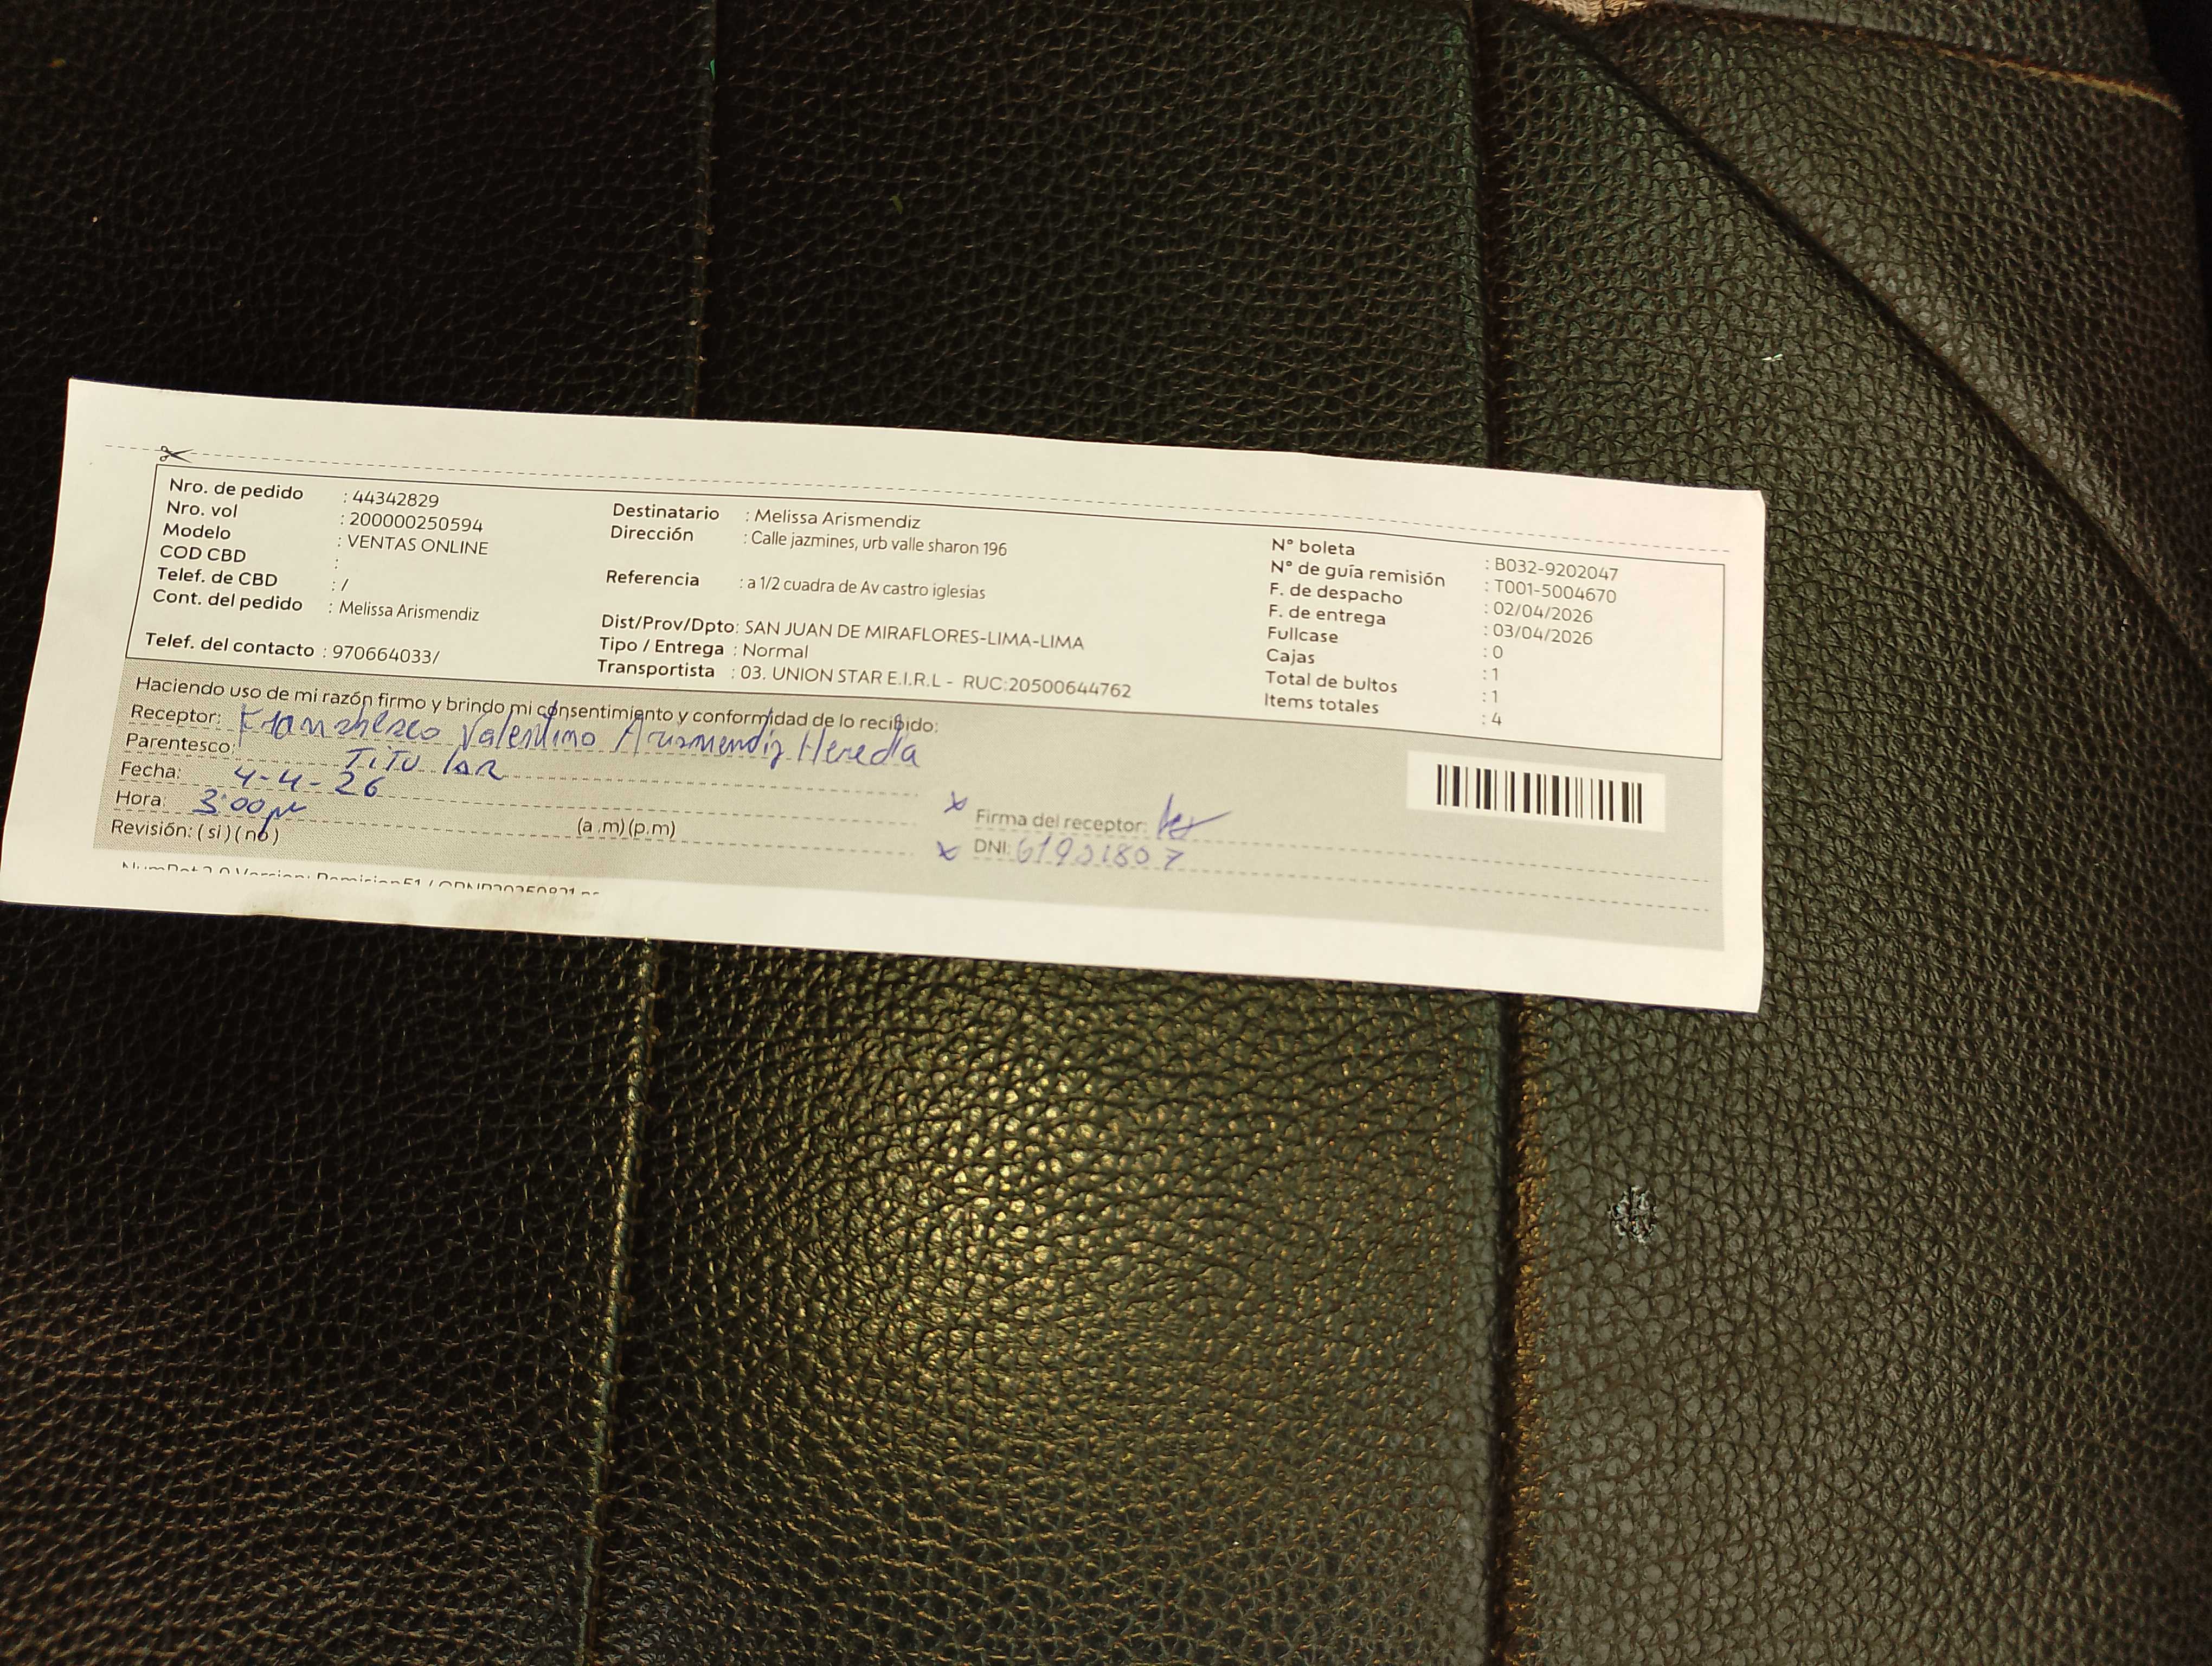 Nro. de pedido : 44342829
Nro. vol : 200000250594
Modelo : VENTAS ONLINE
COD CBD :
Telef. de CBD : /
Cont. del pedido : Melissa Arismendiz
Telef. del contacto : 970664033/
Destinatario : Melissa Arismendiz
Dirección : Calle jazmines, urb valle sharon 196
Referencia : a 1/2 cuadra de Av castro iglesias
Dist/Prov/Dpto: SAN JUAN DE MIRAFLORES-LIMA-LIMA
Tipo / Entrega : Normal
Transportista : 03. UNION STAR E.I.R.L - RUC:20500644762
N° boleta : B032-9202047
N° de guía remisión : T001-5004670
F. de despacho : 02/04/2026
F. de entrega : 03/04/2026
Fullcase : 0
Cajas : 1
Total de bultos : 1
Items totales : 4
Haciendo uso de mi razón firmo y brindo mi consentimiento y conformidad de lo recibido:
Receptor: Franchesco Valentino Arismendiz Heredia
Parentesco: TiTulAR
Fecha: 4-4-26
Hora: 3:00 (a.m)(p.m)
Revisión: (si)(no)
Firma del receptor:
DNI: